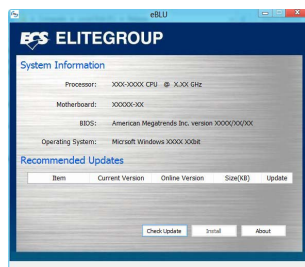 eBLU
ECS ELITEGROUP
System Information
Processor: XXX-XXXX CPU @ X.XX GHz
Motherboard: XXXXX-XX
BIOS: American Megatrends Inc. version XXXX/XX/XX
Operating System: Micrsoft Windows XXXX XXbit
Recommended Updates
Item Current Version Online Version Size(KB) Update
Check Update Install About